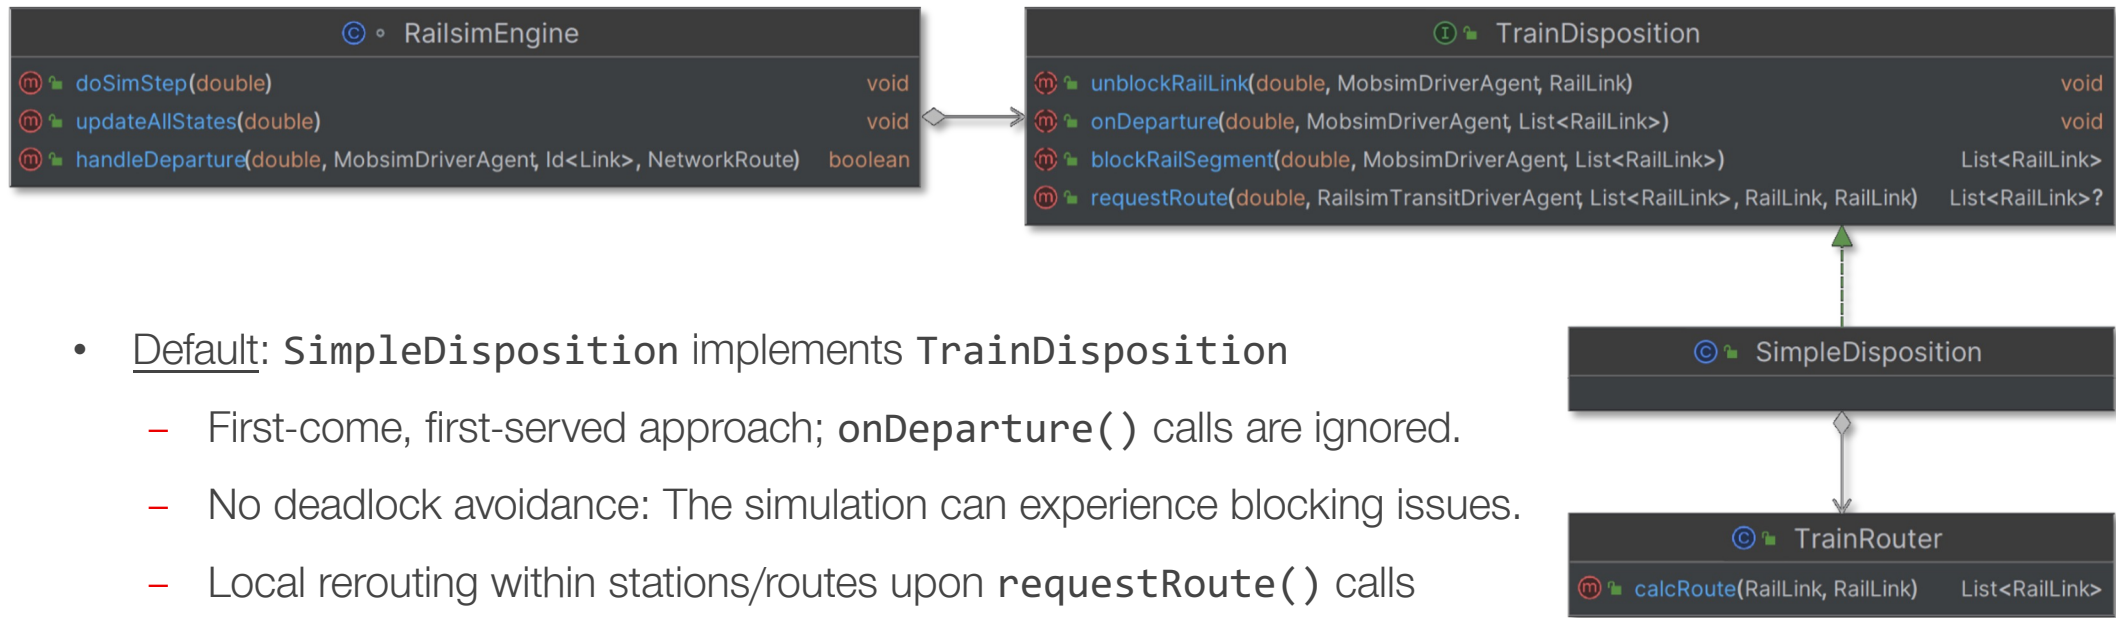 RailsimEngine
doSimStep(double) void
updateAllStates(double) void
handleDeparture(double, MobsimDriverAgent, Id<Link>, NetworkRoute) boolean
TrainDisposition
unblockRailLink(double, MobsimDriverAgent, RailLink) void
onDeparture(double, MobsimDriverAgent, List<RailLink>) void
blockRailSegment(double, MobsimDriverAgent, List<RailLink>) List<RailLink>
requestRoute(double, RailsimTransitDriverAgent, List<RailLink>, RailLink, RailLink) List<RailLink>?
• Default: SimpleDisposition implements TrainDisposition
– First-come, first-served approach; onDeparture() calls are ignored.
– No deadlock avoidance: The simulation can experience blocking issues.
– Local rerouting within stations/routes upon requestRoute() calls
SimpleDisposition
TrainRouter
calcRoute(RailLink, RailLink) List<RailLink>